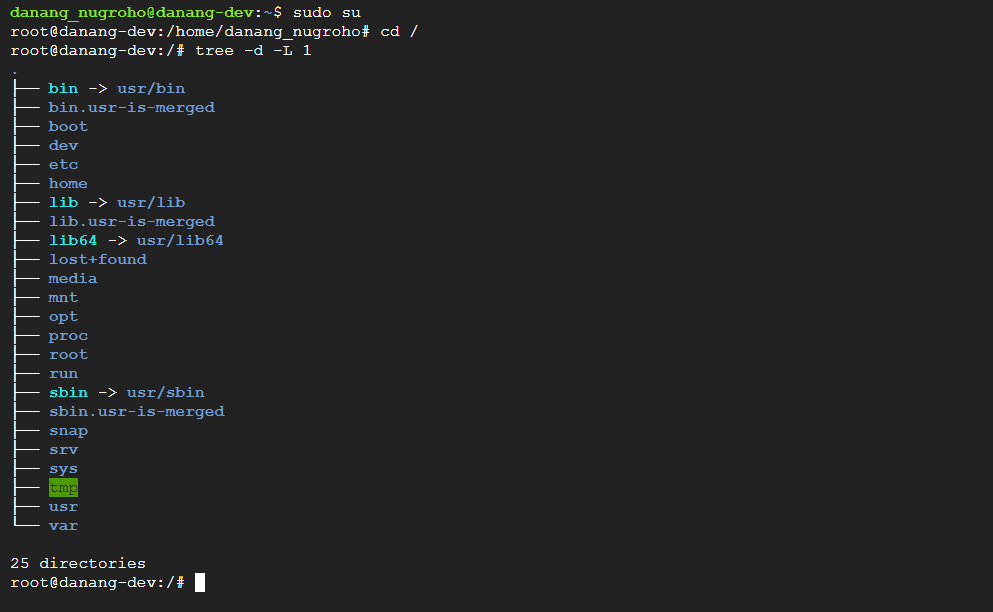 danang_nugroho@danang-dev:~$ sudo su
root@danang-dev:/home/danang_nugroho# cd /
root@danang-dev:/# tree -d -L 1
.
├── bin -> usr/bin
├── bin.usr-is-merged
├── boot
├── dev
├── etc
├── home
├── lib -> usr/lib
├── lib.usr-is-merged
├── lib64 -> usr/lib64
├── lost+found
├── media
├── mnt
├── opt
├── proc
├── root
├── run
├── sbin -> usr/sbin
├── sbin.usr-is-merged
├── snap
├── srv
├── sys
├── tmp
├── usr
└── var

25 directories
root@danang-dev:/#